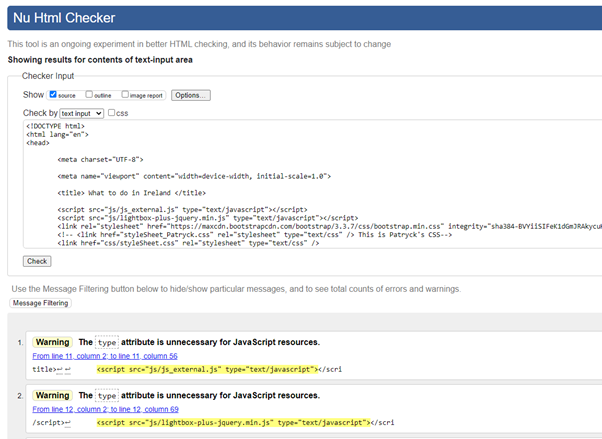 Nu Html Checker
This tool is an ongoing experiment in better HTML checking, and its behavior remains subject to change
Showing results for contents of text-input area
Checker Input
Show source outline image report Options...
Check by text input css
<!DOCTYPE html>
<html lang="en">
<head>
<meta charset="UTF-8">
<meta name="viewport" content="width=device-width, initial-scale=1.0">
<title> What to do in Ireland </title>
<script src="js/js_external.js" type="text/javascript"></script>
<script src="js/lightbox-plus-jquery.min.js" type="text/javascript"></script>
<link rel="stylesheet" href="https://maxcdn.bootstrapcdn.com/bootstrap/3.3.7/css/bootstrap.min.css" integrity="sha384-BVYiiSIFeK1dGmJRAkycu
<!-- <link href="styleSheet_Patryck.css" rel="stylesheet" type="text/css" /> This is Patryck's CSS-->
<link href="css/styleSheet.css" rel="stylesheet" type="text/css" />
Check
Use the Message Filtering button below to hide/show particular messages, and to see total counts of errors and warnings.
Message Filtering
1. Warning The type attribute is unnecessary for JavaScript resources.
From line 11, column 2; to line 11, column 56
title>↩↩ <script src="js/js_external.js" type="text/javascript"></scri
2. Warning The type attribute is unnecessary for JavaScript resources.
From line 12, column 2; to line 12, column 69
/script>↩ <script src="js/lightbox-plus-jquery.min.js" type="text/javascript"></scri